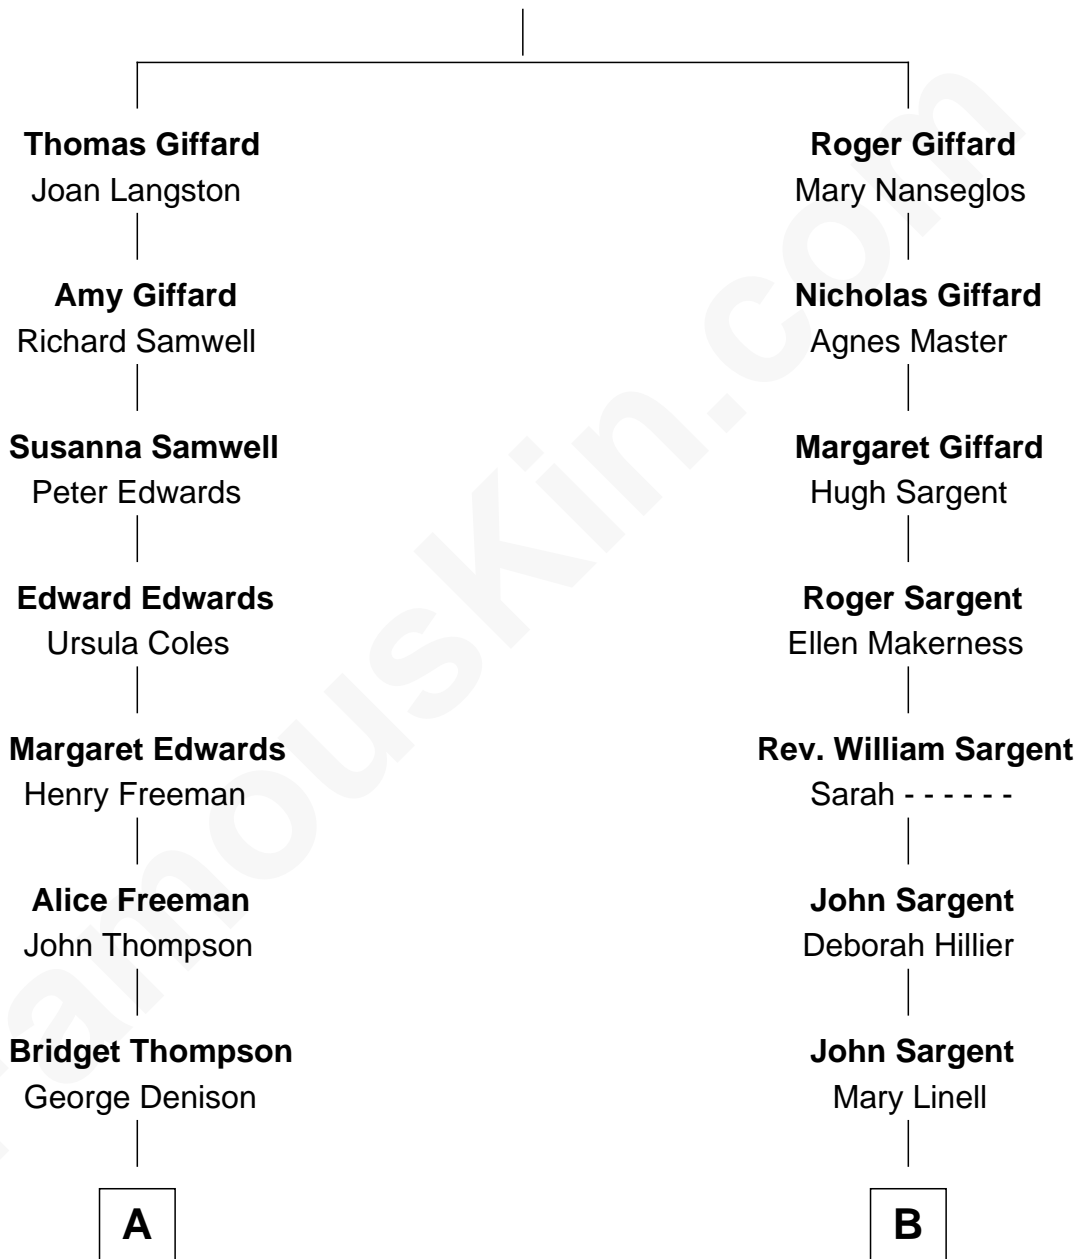 Thomas Giffard
Joan Langston
Roger Giffard
Mary Nanseglos
Amy Giffard
Richard Samwell
Nicholas Giffard
Agnes Master
Susanna Samwell
Peter Edwards
Margaret Giffard
Hugh Sargent
Edward Edwards
Ursula Coles
Roger Sargent
Ellen Makerness
Margaret Edwards
Henry Freeman
Rev. William Sargent
Sarah - - - - - -
Alice Freeman
John Thompson
John Sargent
Deborah Hillier
Bridget Thompson
George Denison
John Sargent
Mary Linell
A
B
FamousKin.com